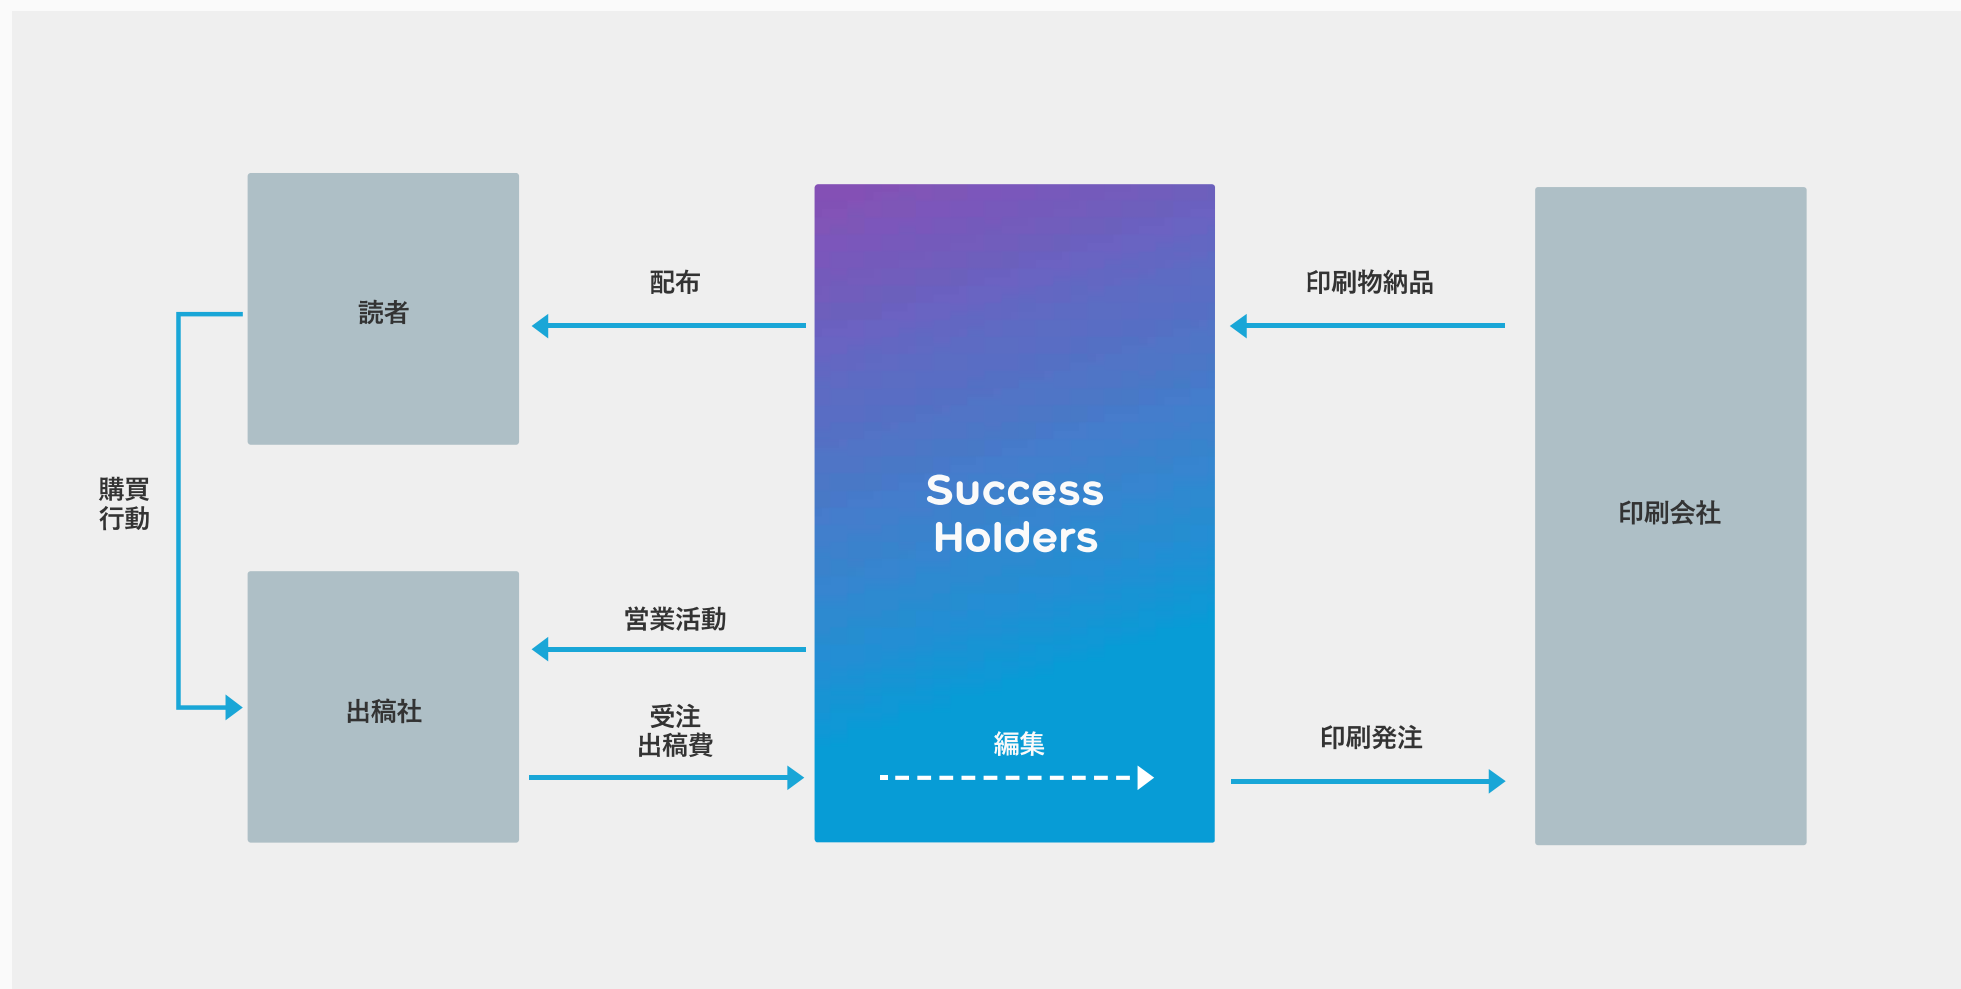 読者
配布
印刷物納品
購買
行動
Success
Holders
印刷会社
営業活動
出稿社
受注
出稿費
編集
印刷発注